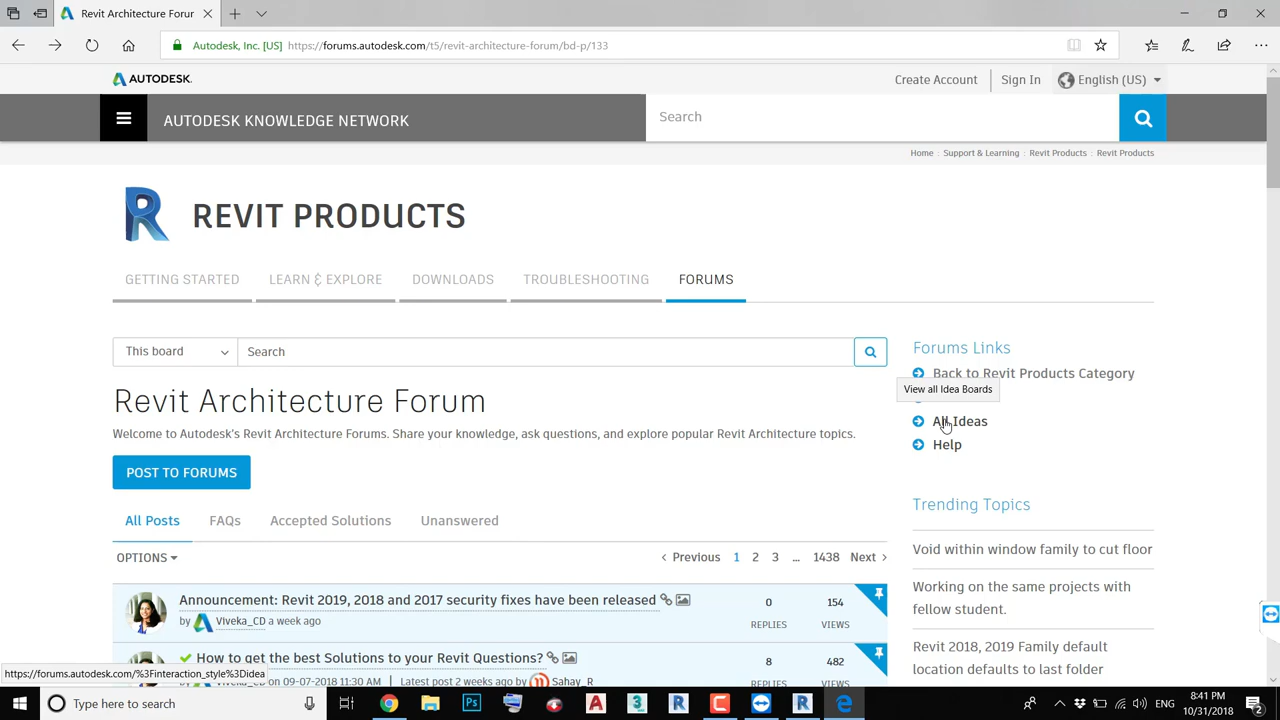 Revit Architecture Forum
Autodesk, Inc. [US] https://forums.autodesk.com/t5/revit-architecture-forum/bd-p/133
AUTODESK.
Create Account
Sign In
English (US)
AUTODESK KNOWLEDGE NETWORK
Search
Home : Support & Learning : Revit Products : Revit Products
REVIT PRODUCTS
GETTING STARTED
LEARN & EXPLORE
DOWNLOADS
TROUBLESHOOTING
FORUMS
This board
Search
Revit Architecture Forum
Welcome to Autodesk's Revit Architecture Forums. Share your knowledge, ask questions, and explore popular Revit Architecture topics.
POST TO FORUMS
All Posts
FAQs
Accepted Solutions
Unanswered
OPTIONS
Previous 1 2 3 ... 1438 Next
Announcement: Revit 2019, 2018 and 2017 security fixes have been released
by Viveka_CD a week ago
0
REPLIES
154
VIEWS
How to get the best Solutions to your Revit Questions?
on 09-07-2018 11:30 AM | Latest post 2 weeks ago by Sahay_R
8
REPLIES
482
VIEWS
Forums Links
Back to Revit Products Category
View all Idea Boards
All Ideas
Help
Trending Topics
Void within window family to cut floor
Working on the same projects with
fellow student.
Revit 2018, 2019 Family default
location defaults to last folder
https://forums.autodesk.com/%3Finteraction_style%3Didea
Type here to search
ENG
8:41 PM
10/31/2018
2